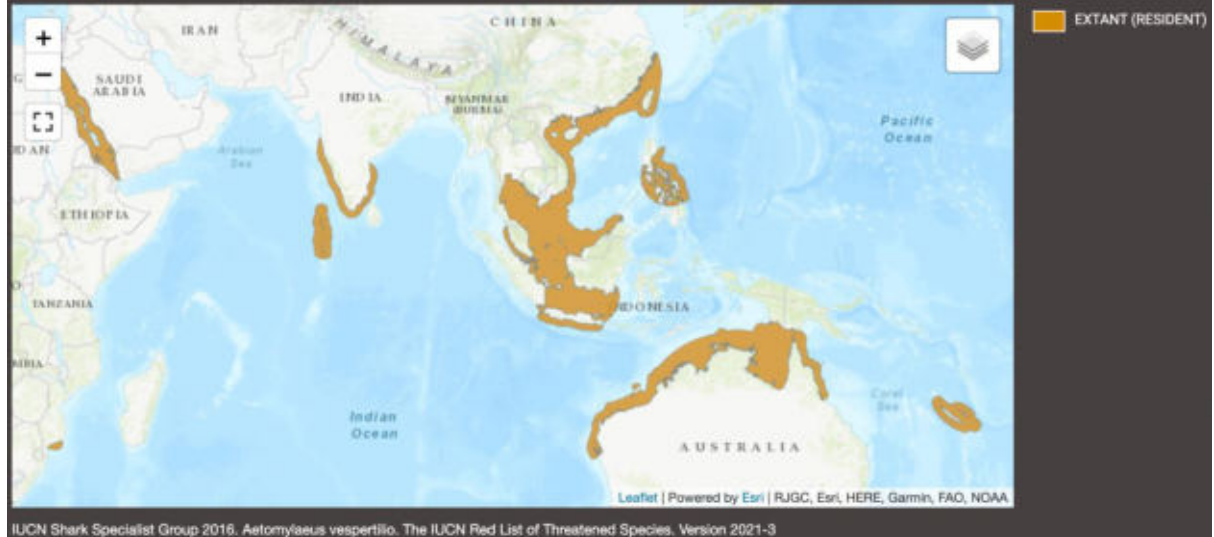 EXTANT (RESIDENT)
+
−
CHINA
IRAN
HIMALAYA
SAUDI
ARABIA
INDIA
MYANMAR
(BURMA)
Pacific
Ocean
Arabian
Sea
ETHIOPIA
TANZANIA
INDONESIA
Coral
Sea
Indian
Ocean
AUSTRALIA
Leaflet | Powered by Esri | RJGC, Esri, HERE, Garmin, FAO, NOAA
IUCN Shark Specialist Group 2016. Aetomylaeus vespertilio. The IUCN Red List of Threatened Species. Version 2021-3